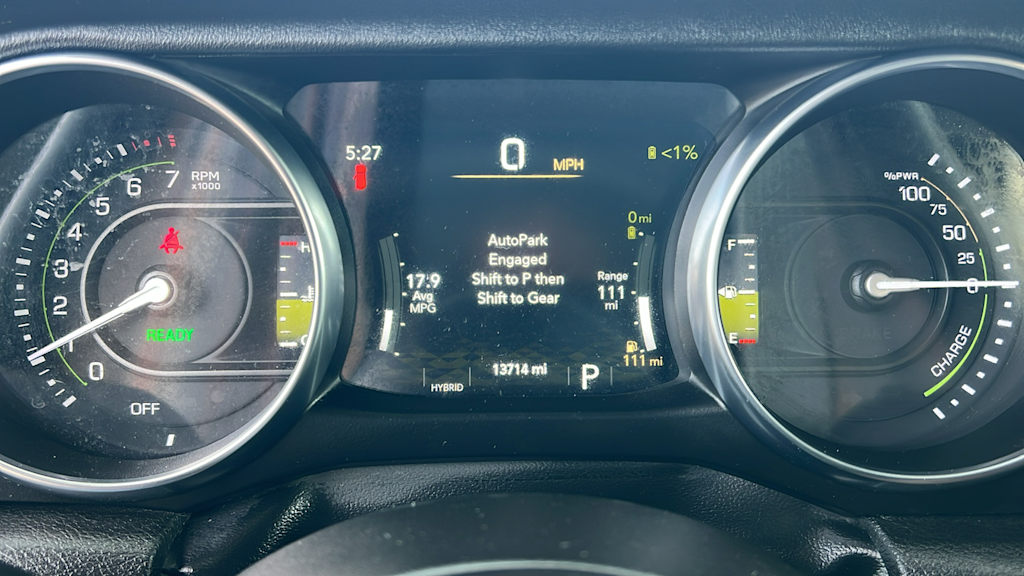 7
6
5
4
3
2
1
0
RPM
x1000
READY
OFF
H
C
5:27
0 MPH
<1%
AutoPark
Engaged
Shift to P then
Shift to Gear
17.9
Avg
MPG
0 mi
Range
111
mi
111 mi
HYBRID
13714 mi
P
F
E
%PWR
100
75
50
25
0
CHARGE